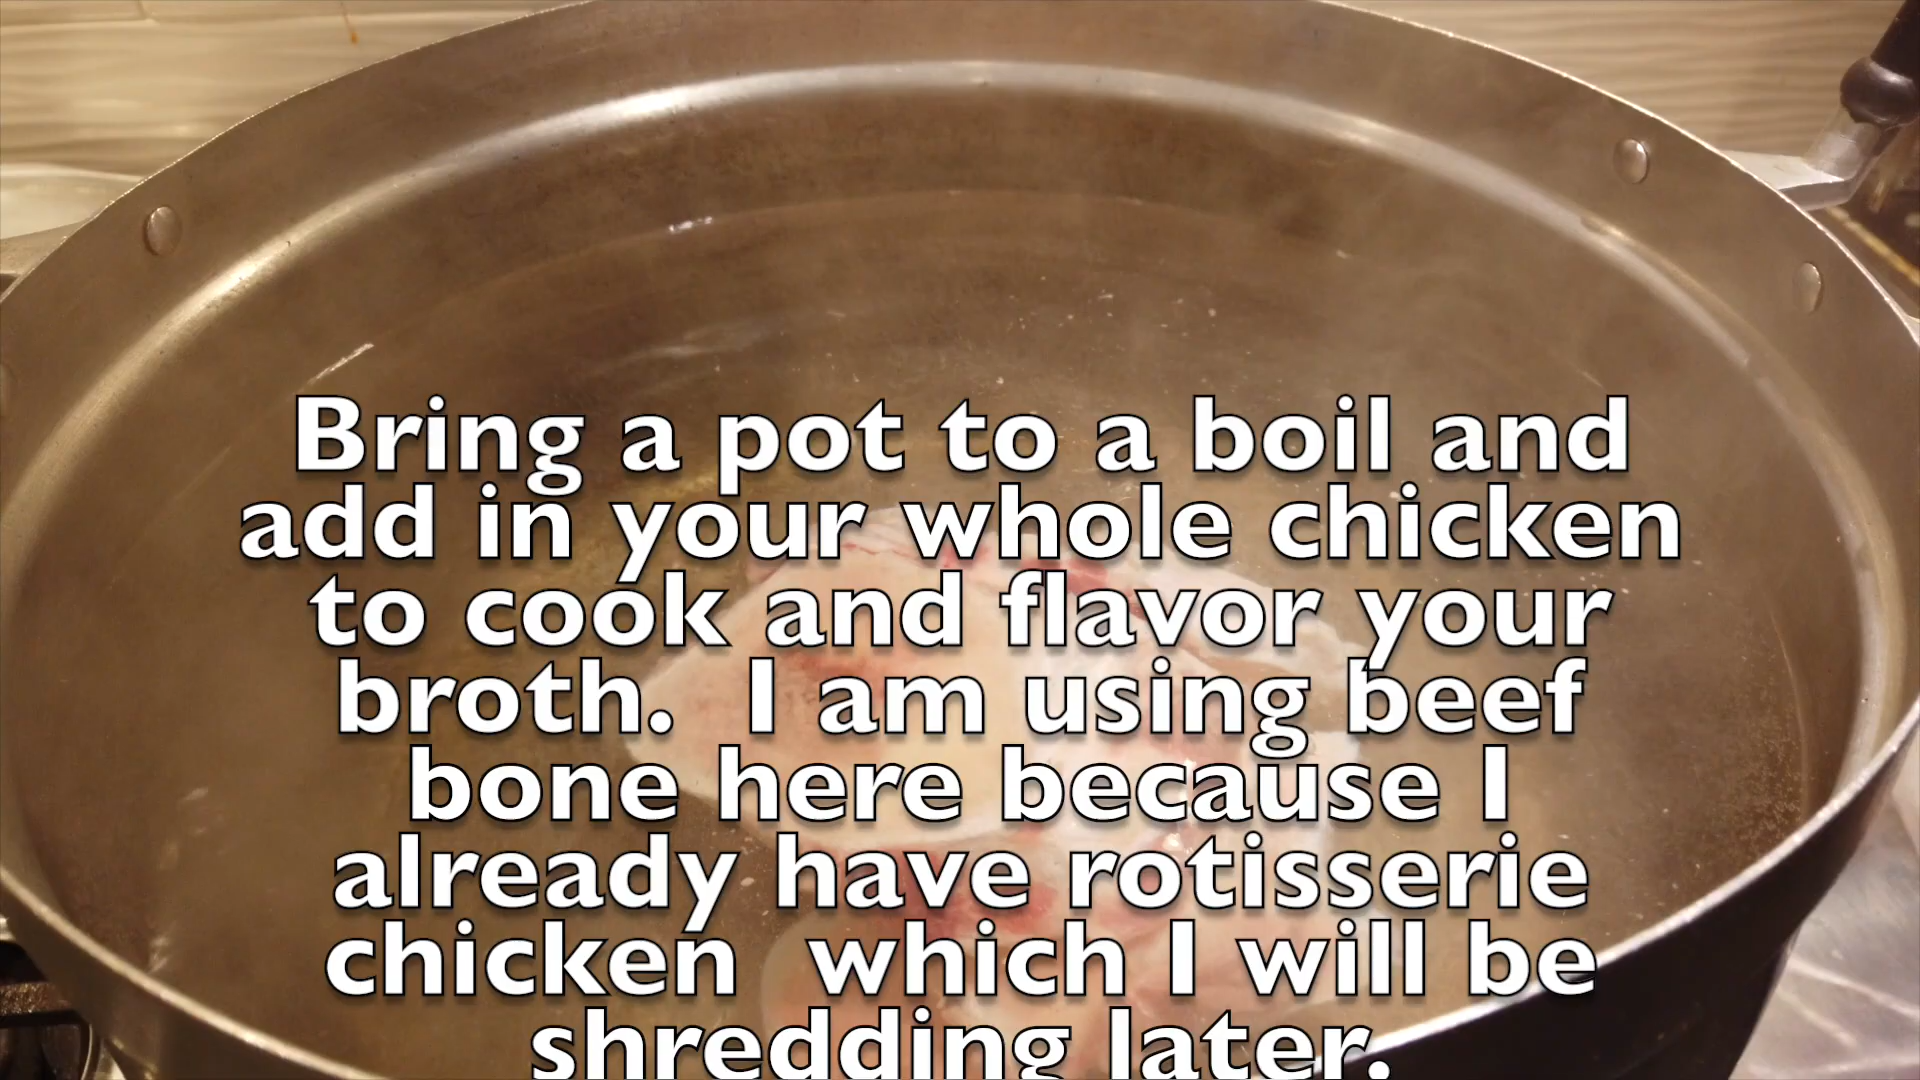 Bring a pot to a boil and
add in your whole chicken
to cook and flavor your
broth.  I am using beef
bone here because I
already have rotisserie
chicken  which I will be
shredding later.